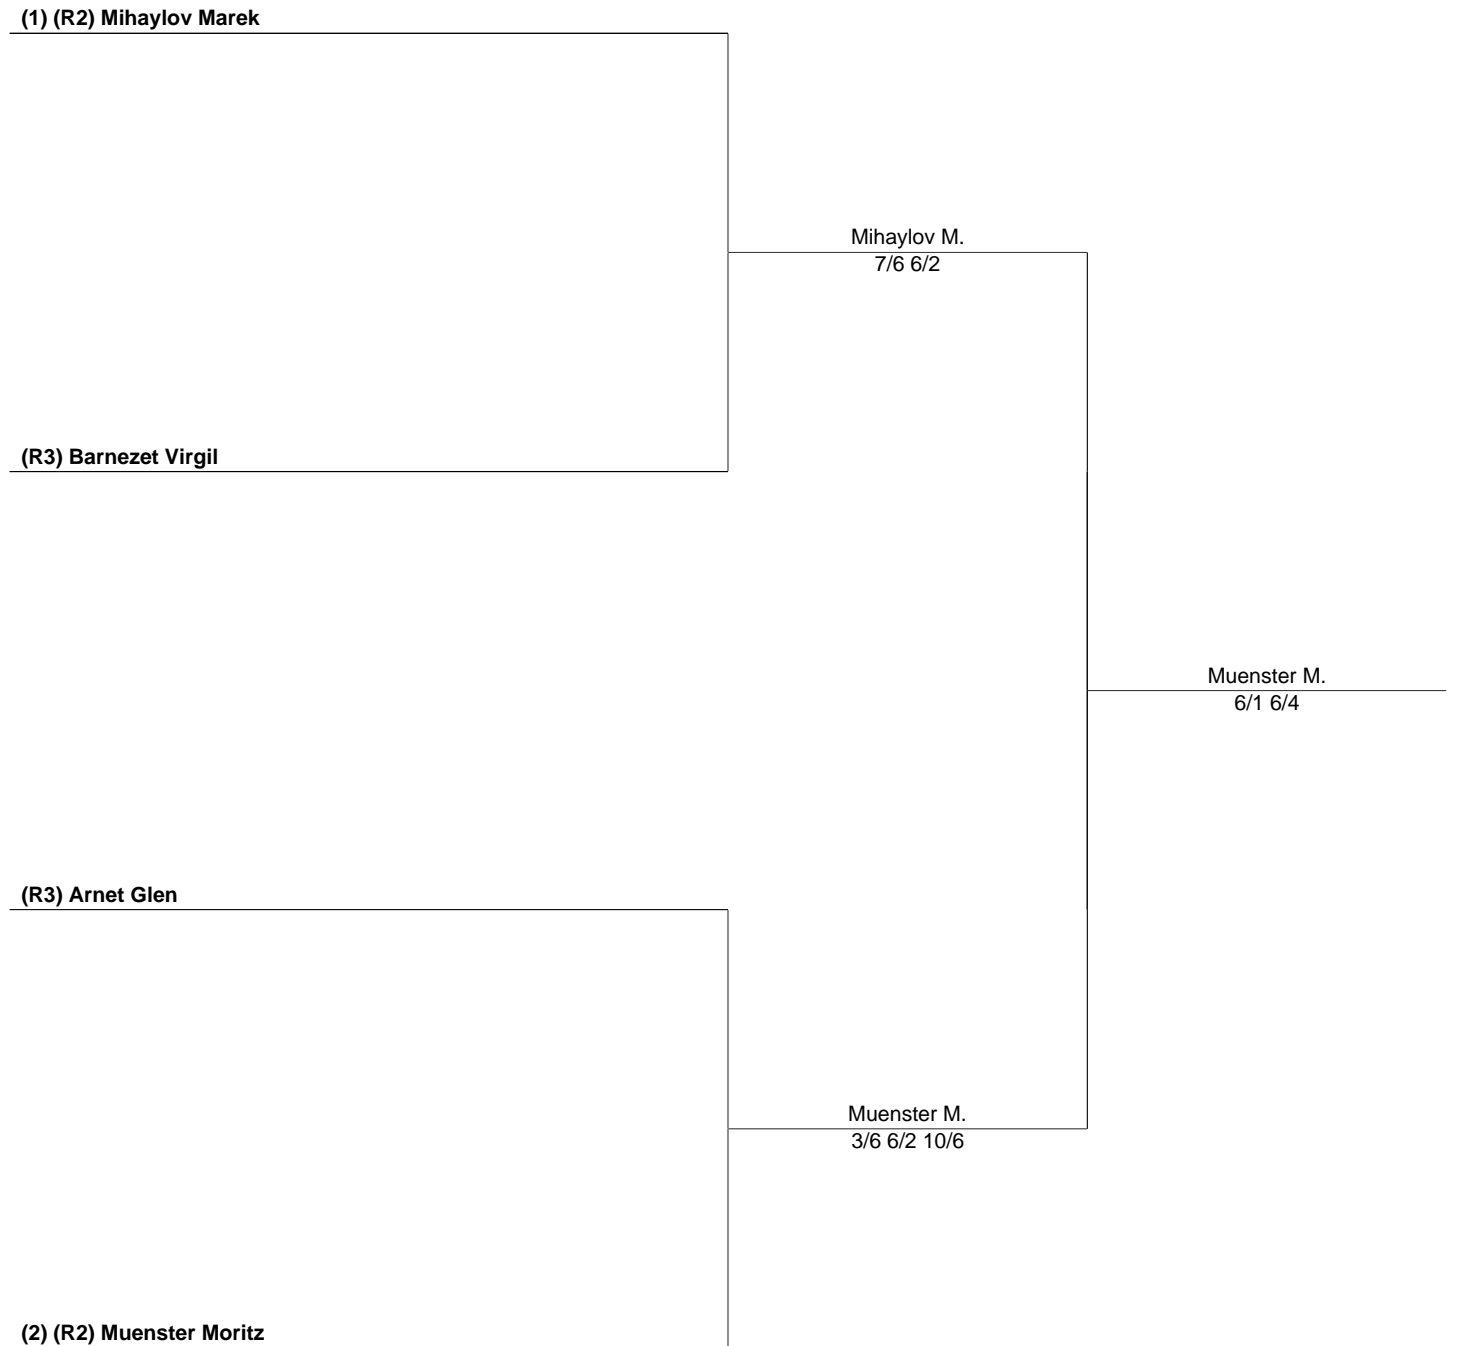 (1) (R2) Mihaylov Marek
Mihaylov M.
7/6 6/2
(R3) Barnezet Virgil
Muenster M.
6/1 6/4
(R3) Arnet Glen
Muenster M.
3/6 6/2 10/6
(2) (R2) Muenster Moritz